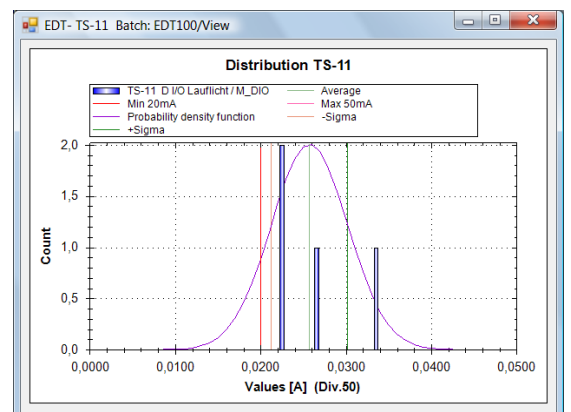 EDT- TS-11 Batch: EDT100/View
Distribution TS-11
TS-11 D I/O Lauflicht / M_DIO Average
Min 20mA Max 50mA
Probability density function -Sigma
+Sigma
2,0
1,5
1,0
0,5
0,0
Count
0,0000 0,0100 0,0200 0,0300 0,0400 0,0500
Values [A] (Div.50)